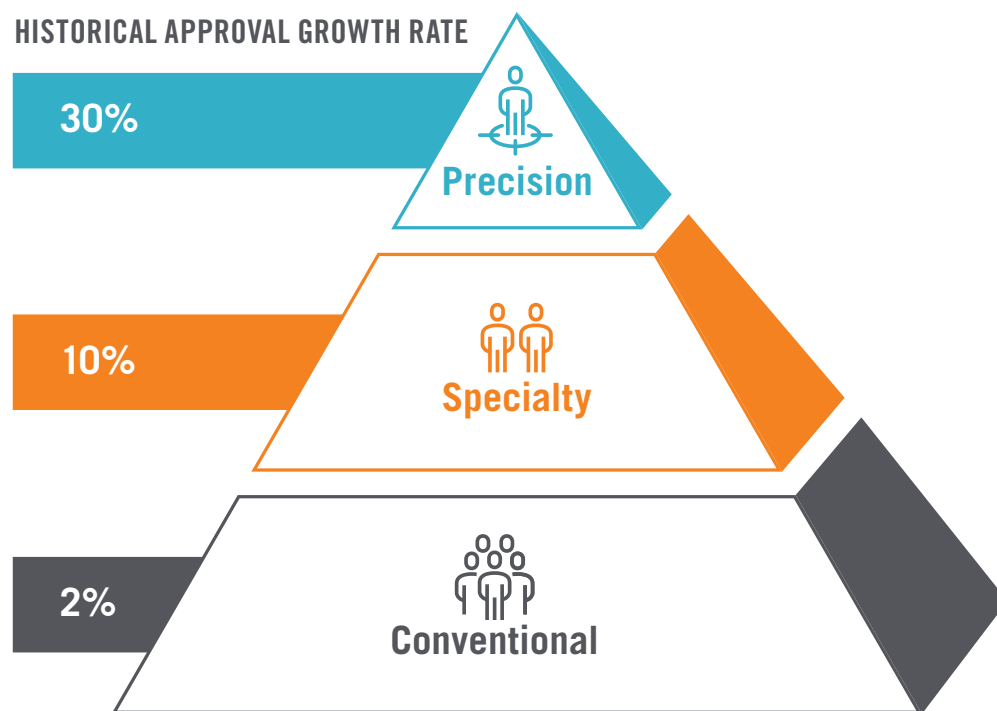 HISTORICAL APPROVAL GROWTH RATE
30%
Precision
10%
Specialty
2%
Conventional